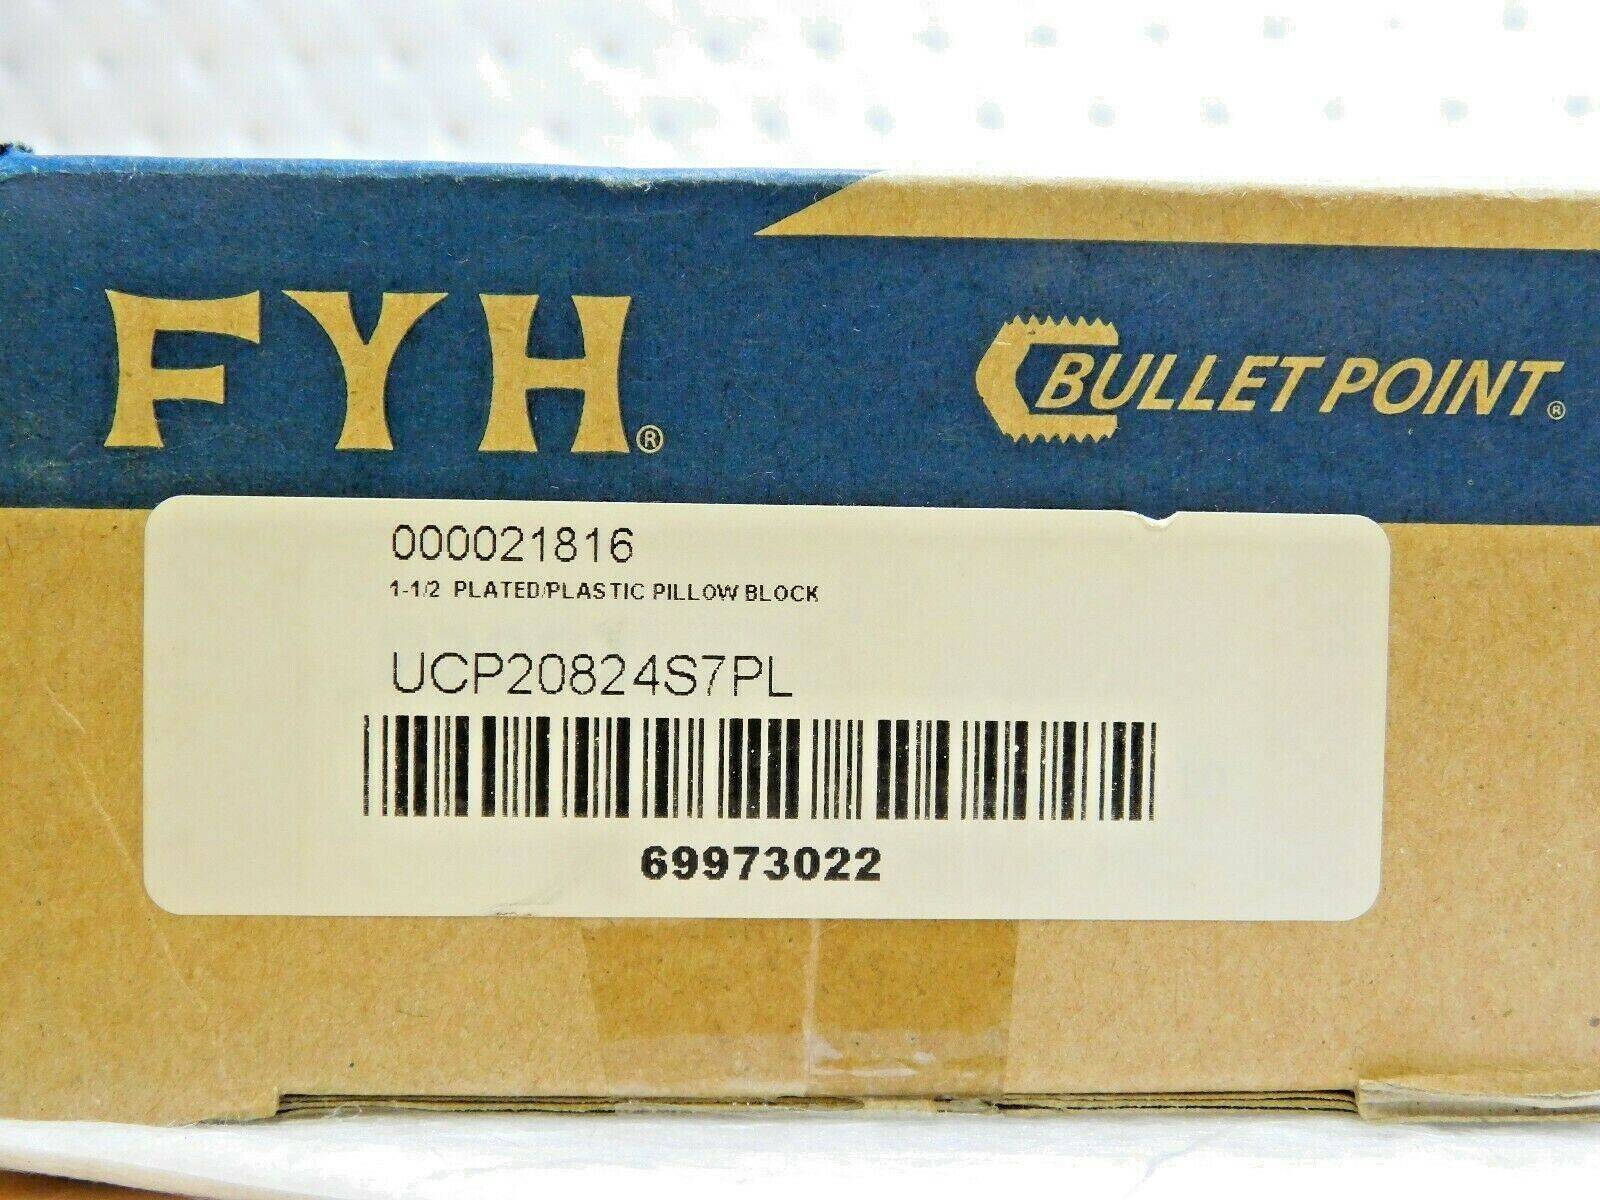 FYH®
BULLET POINT®
000021816
1-1/2 PLATED/PLASTIC PILLOW BLOCK
UCP20824S7PL
69973022